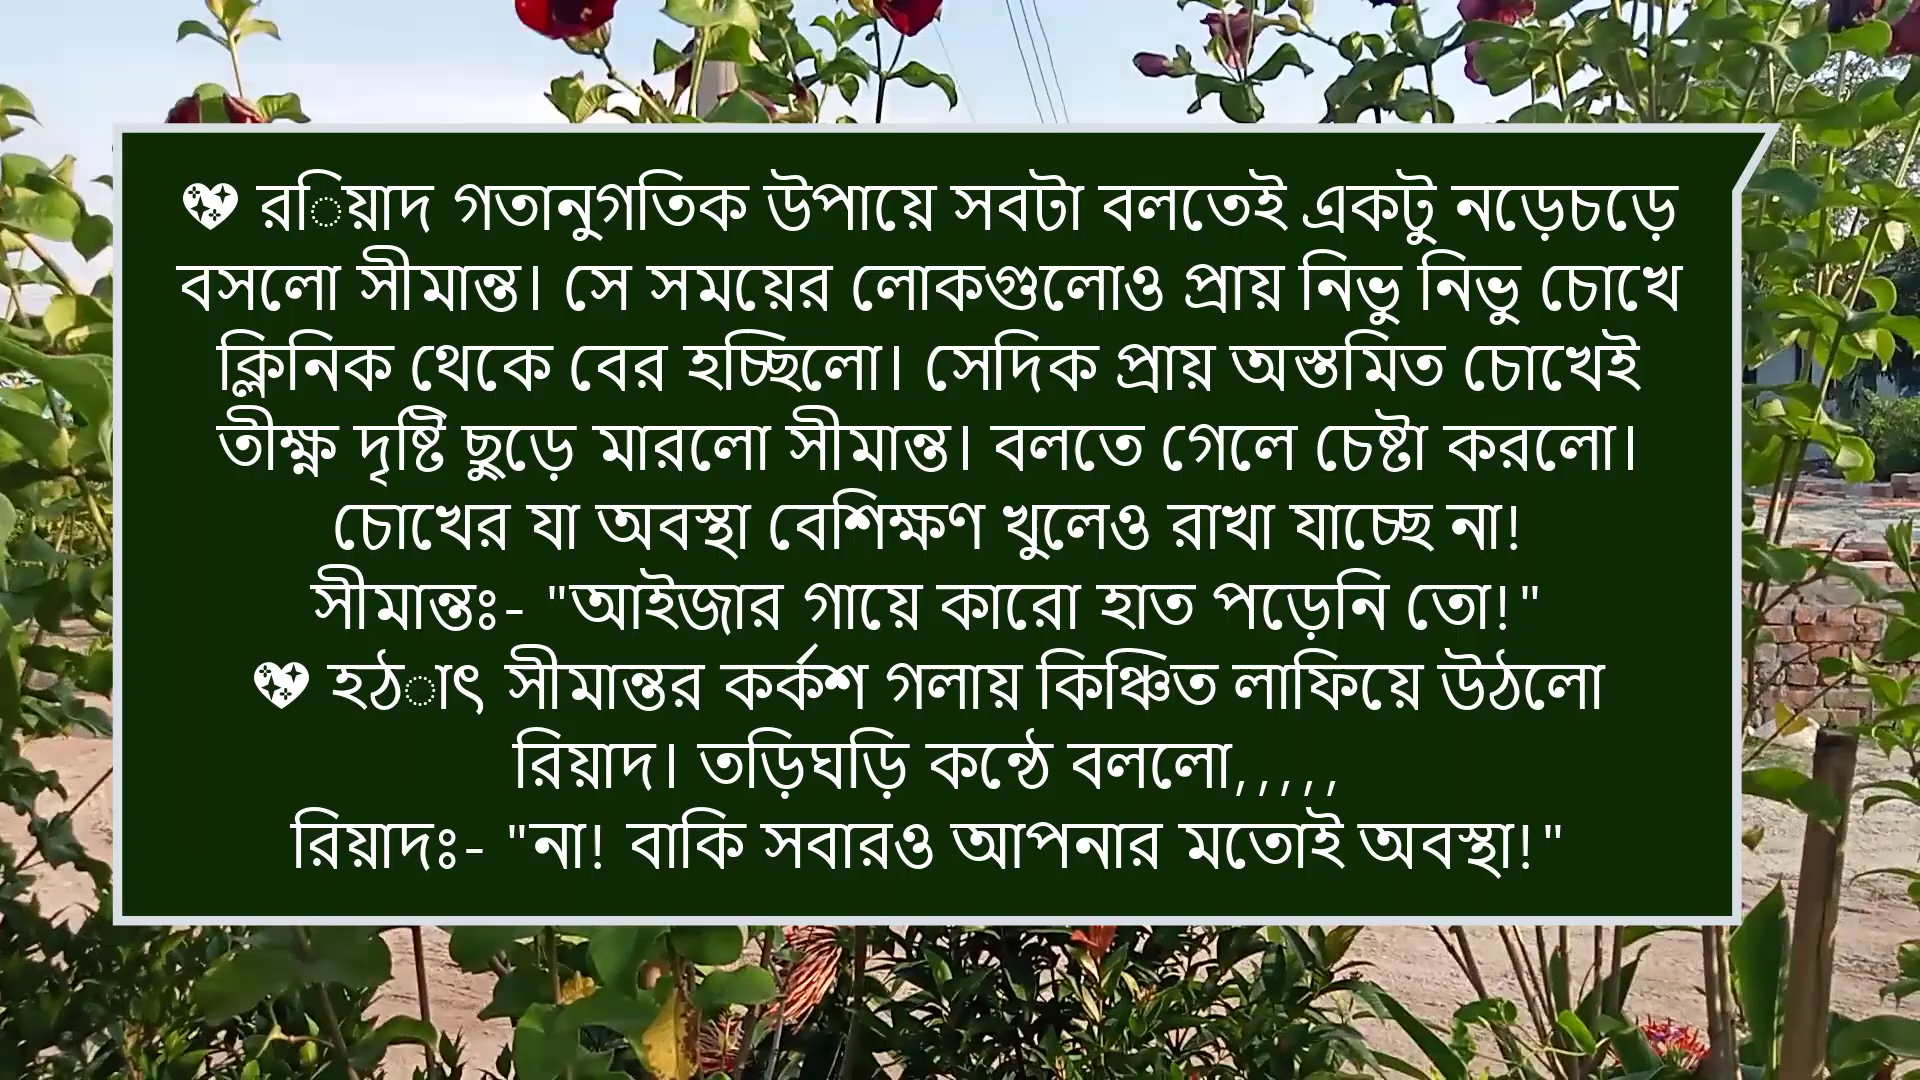 💖 রিয়াদ গতানুগতিক উপায়ে সবটা বলতেই একটু নড়েচড়ে
বসলো সীমান্ত। সে সময়ের লোকগুলোও প্রায় নিভু নিভু চোখে
ক্লিনিক থেকে বের হচ্ছিলো। সেদিক প্রায় অস্তমিত চোখেই
তীক্ষ্ণ দৃষ্টি ছুড়ে মারলো সীমান্ত। বলতে গেলে চেষ্টা করলো।
চোখের যা অবস্থা বেশিক্ষণ খুলেও রাখা যাচ্ছে না!
সীমান্তঃ- "আইজার গায়ে কারো হাত পড়েনি তো!"
💖 হঠাৎ সীমান্তর কর্কশ গলায় কিঞ্চিত লাফিয়ে উঠলো
রিয়াদ। তড়িঘড়ি কন্ঠে বললো,,,,,
রিয়াদঃ- "না! বাকি সবারও আপনার মতোই অবস্থা!"